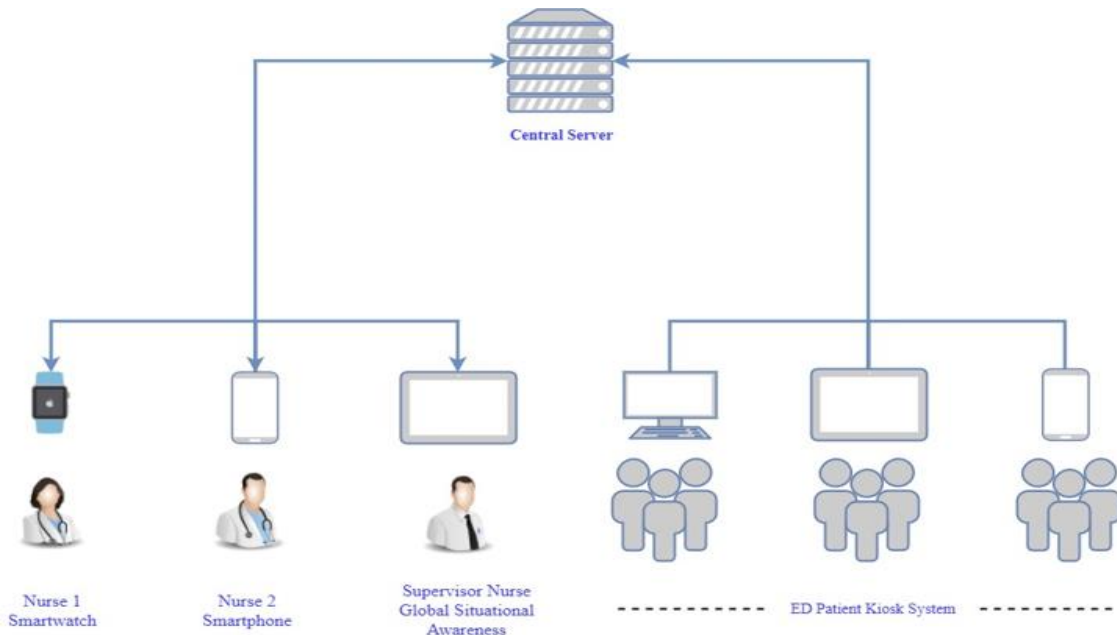 Central Server
Nurse 1
Smartwatch
Nurse 2
Smartphone
Supervisor Nurse
Global Situational
Awareness
ED Patient Kiosk System